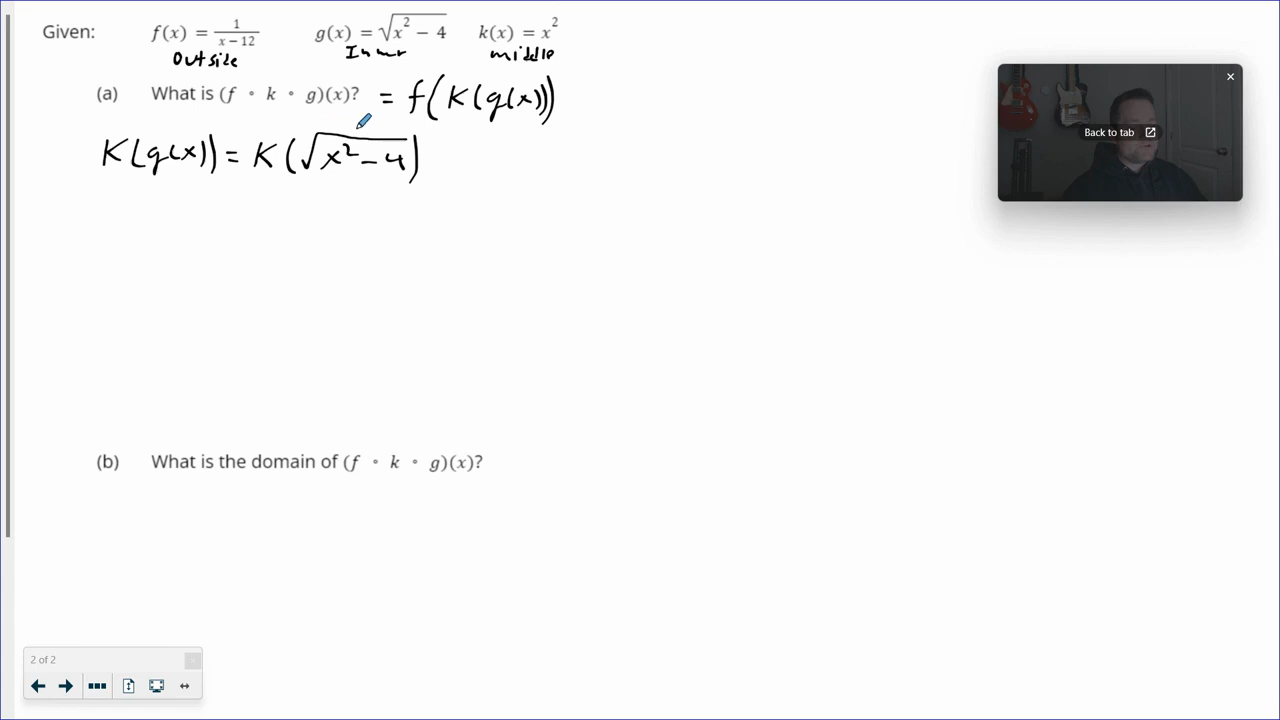 Given: f(x) = 1/(x − 12) g(x) = √(x² − 4) k(x) = x²
Outside Inner middle
(a) What is (f ∘ k ∘ g)(x)? = f(K(g(x)))
K(g(x)) = K(√(x² − 4))
Back to tab
(b) What is the domain of (f ∘ k ∘ g)(x)?
2 of 2